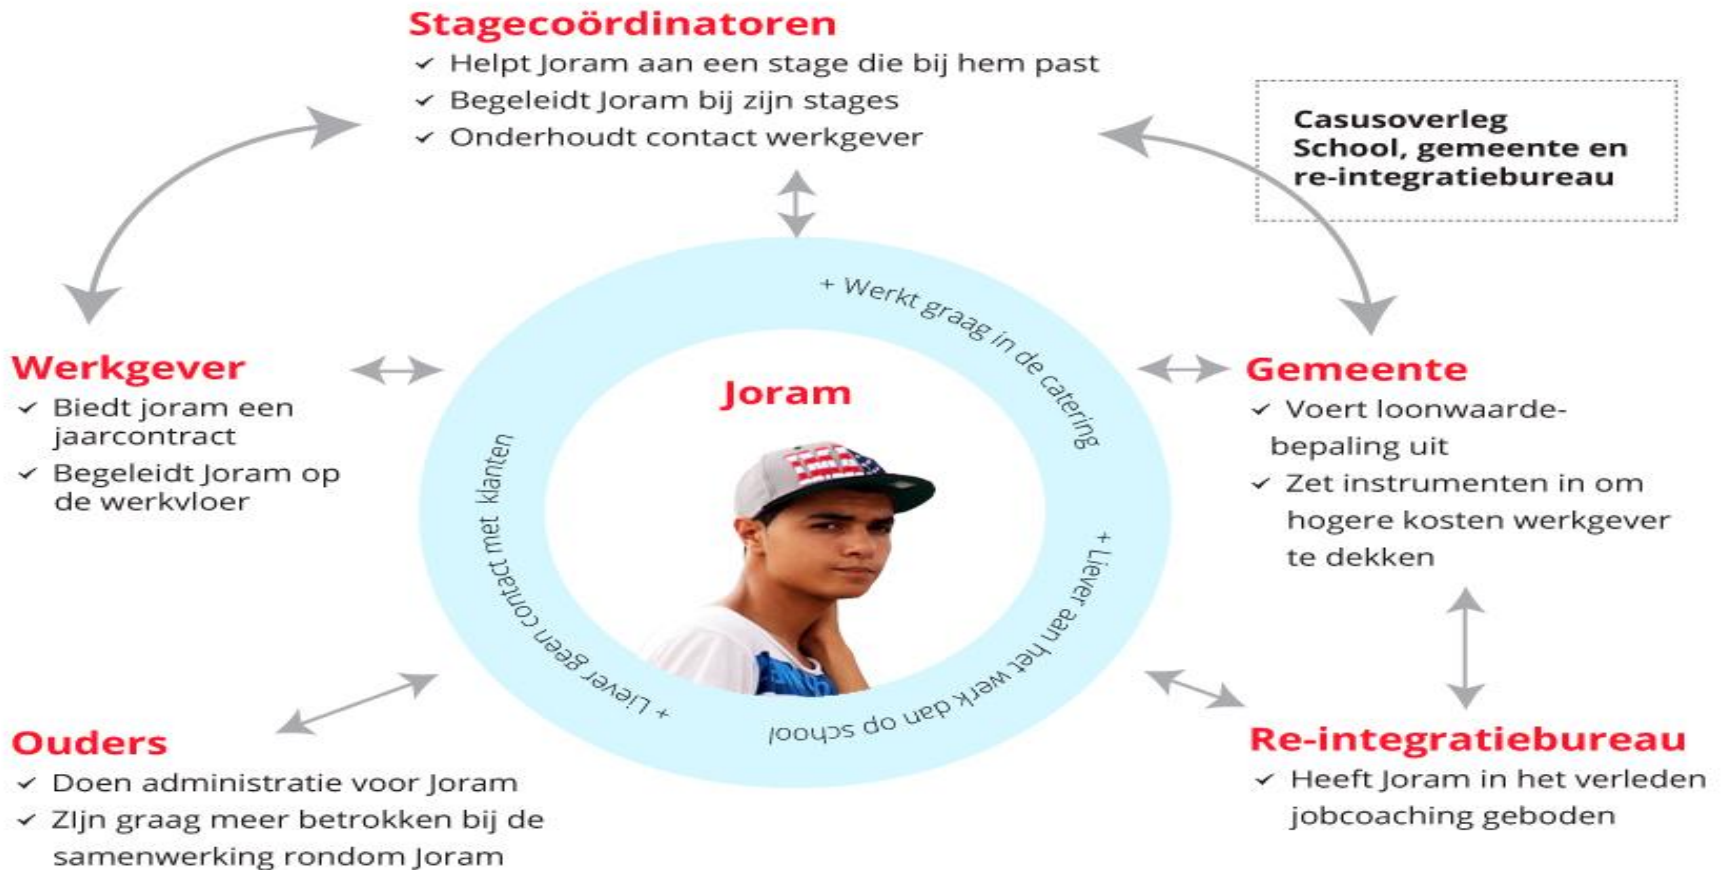 Stagecoördinatoren
✓ Helpt Joram aan een stage die bij hem past
✓ Begeleidt Joram bij zijn stages
✓ Onderhoudt contact werkgever
Casusoverleg
School, gemeente en
re-integratiebureau
Werkgever
✓ Biedt joram een
jaarcontract
✓ Begeleidt Joram op
de werkvloer
Joram
+ Werkt graag in de catering
+ Liever aan het werk dan op school
+ Liever geen contact met klanten
Gemeente
✓ Voert loonwaarde-
bepaling uit
✓ Zet instrumenten in om
hogere kosten werkgever
te dekken
Ouders
✓ Doen administratie voor Joram
✓ ZIjn graag meer betrokken bij de
samenwerking rondom Joram
Re-integratiebureau
✓ Heeft Joram in het verleden
jobcoaching geboden